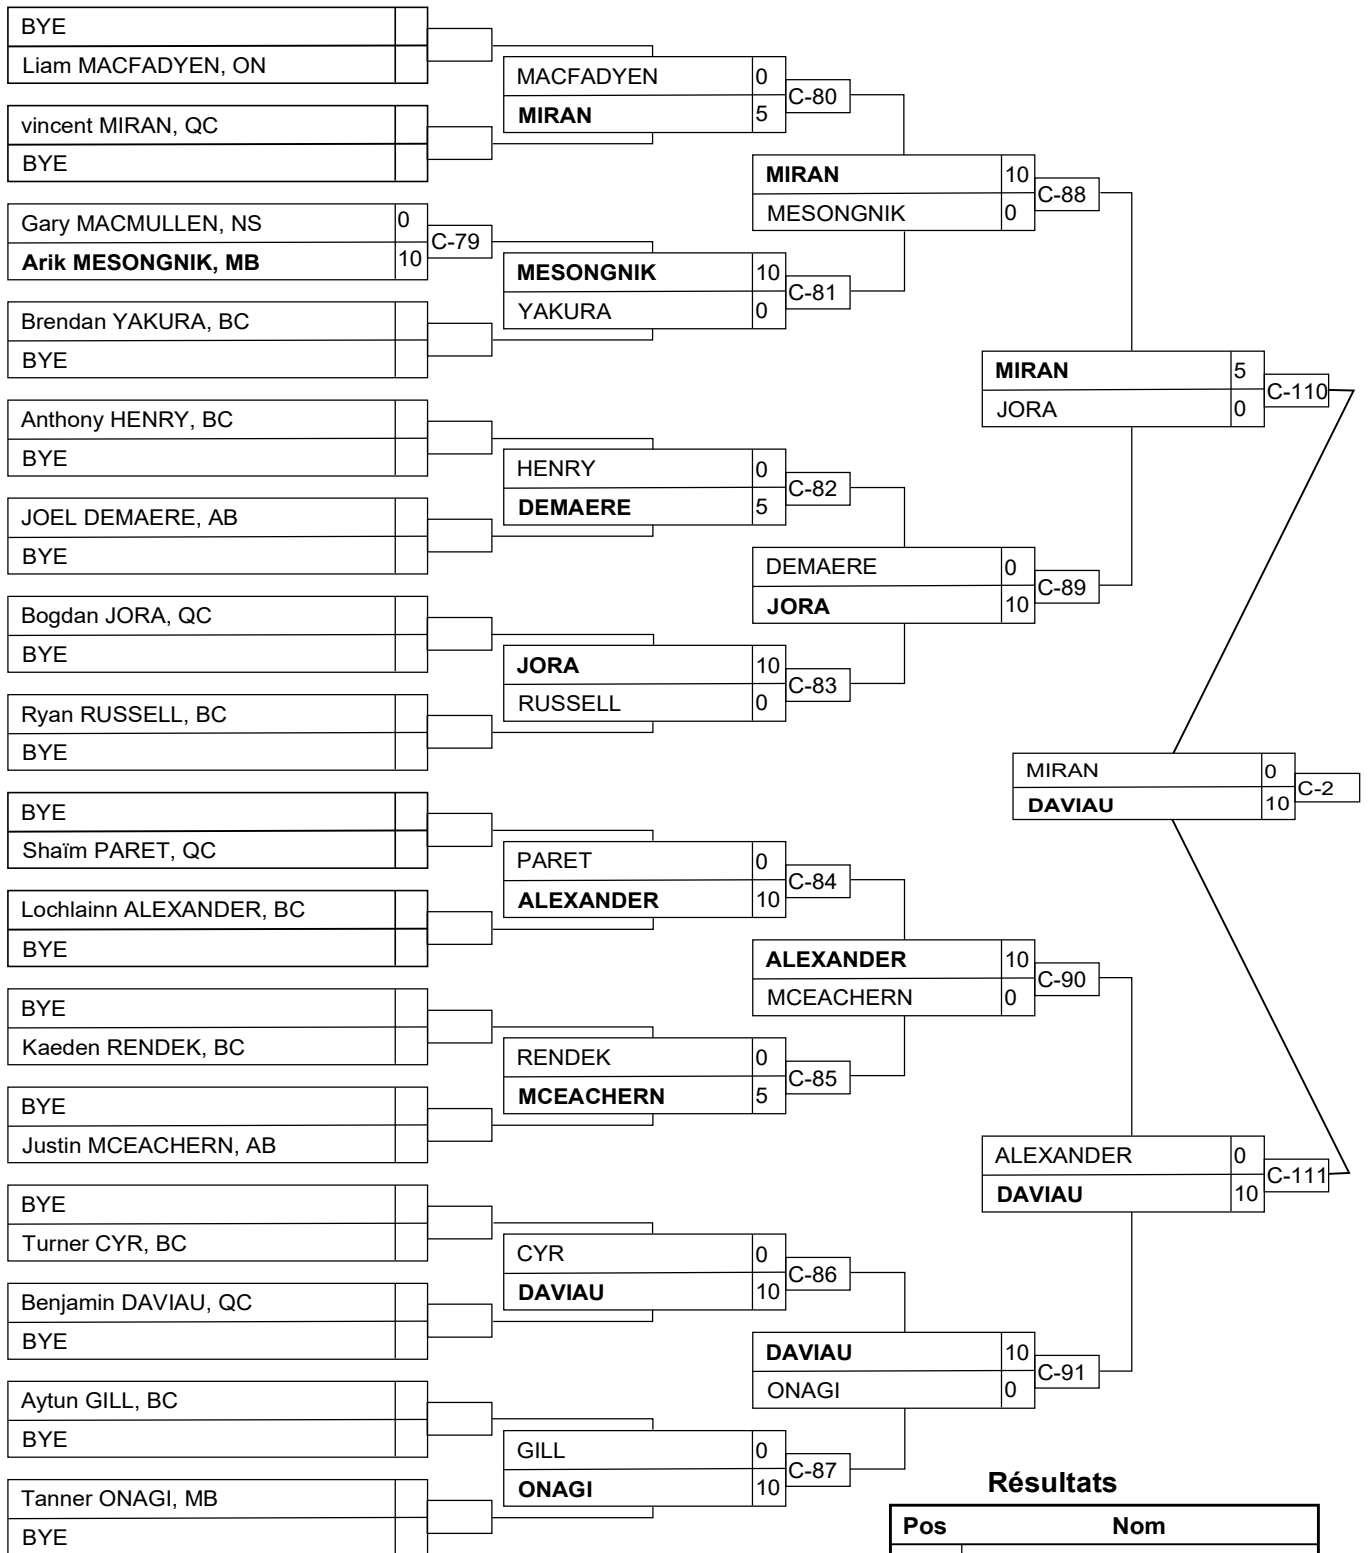 BYE
Liam MACFADYEN, ON
vincent MIRAN, QC
BYE
Gary MACMULLEN, NS 0
Arik MESONGNIK, MB 10
C-79
Brendan YAKURA, BC
BYE
Anthony HENRY, BC
BYE
JOEL DEMAERE, AB
BYE
Bogdan JORA, QC
BYE
Ryan RUSSELL, BC
BYE
BYE
Shaïm PARET, QC
Lochlainn ALEXANDER, BC
BYE
BYE
Kaeden RENDEK, BC
BYE
Justin MCEACHERN, AB
BYE
Turner CYR, BC
Benjamin DAVIAU, QC
BYE
Aytun GILL, BC
BYE
Tanner ONAGI, MB
BYE
MACFADYEN 0
MIRAN 5
C-80
MESONGNIK 10
YAKURA 0
C-81
HENRY 0
DEMAERE 5
C-82
JORA 10
RUSSELL 0
C-83
PARET 0
ALEXANDER 10
C-84
RENDEK 0
MCEACHERN 5
C-85
CYR 0
DAVIAU 10
C-86
GILL 0
ONAGI 10
C-87
MIRAN 10
MESONGNIK 0
C-88
DEMAERE 0
JORA 10
C-89
ALEXANDER 10
MCEACHERN 0
C-90
DAVIAU 10
ONAGI 0
C-91
MIRAN 5
JORA 0
C-110
ALEXANDER 0
DAVIAU 10
C-111
MIRAN 0
DAVIAU 10
C-2
Résultats
Pos Nom